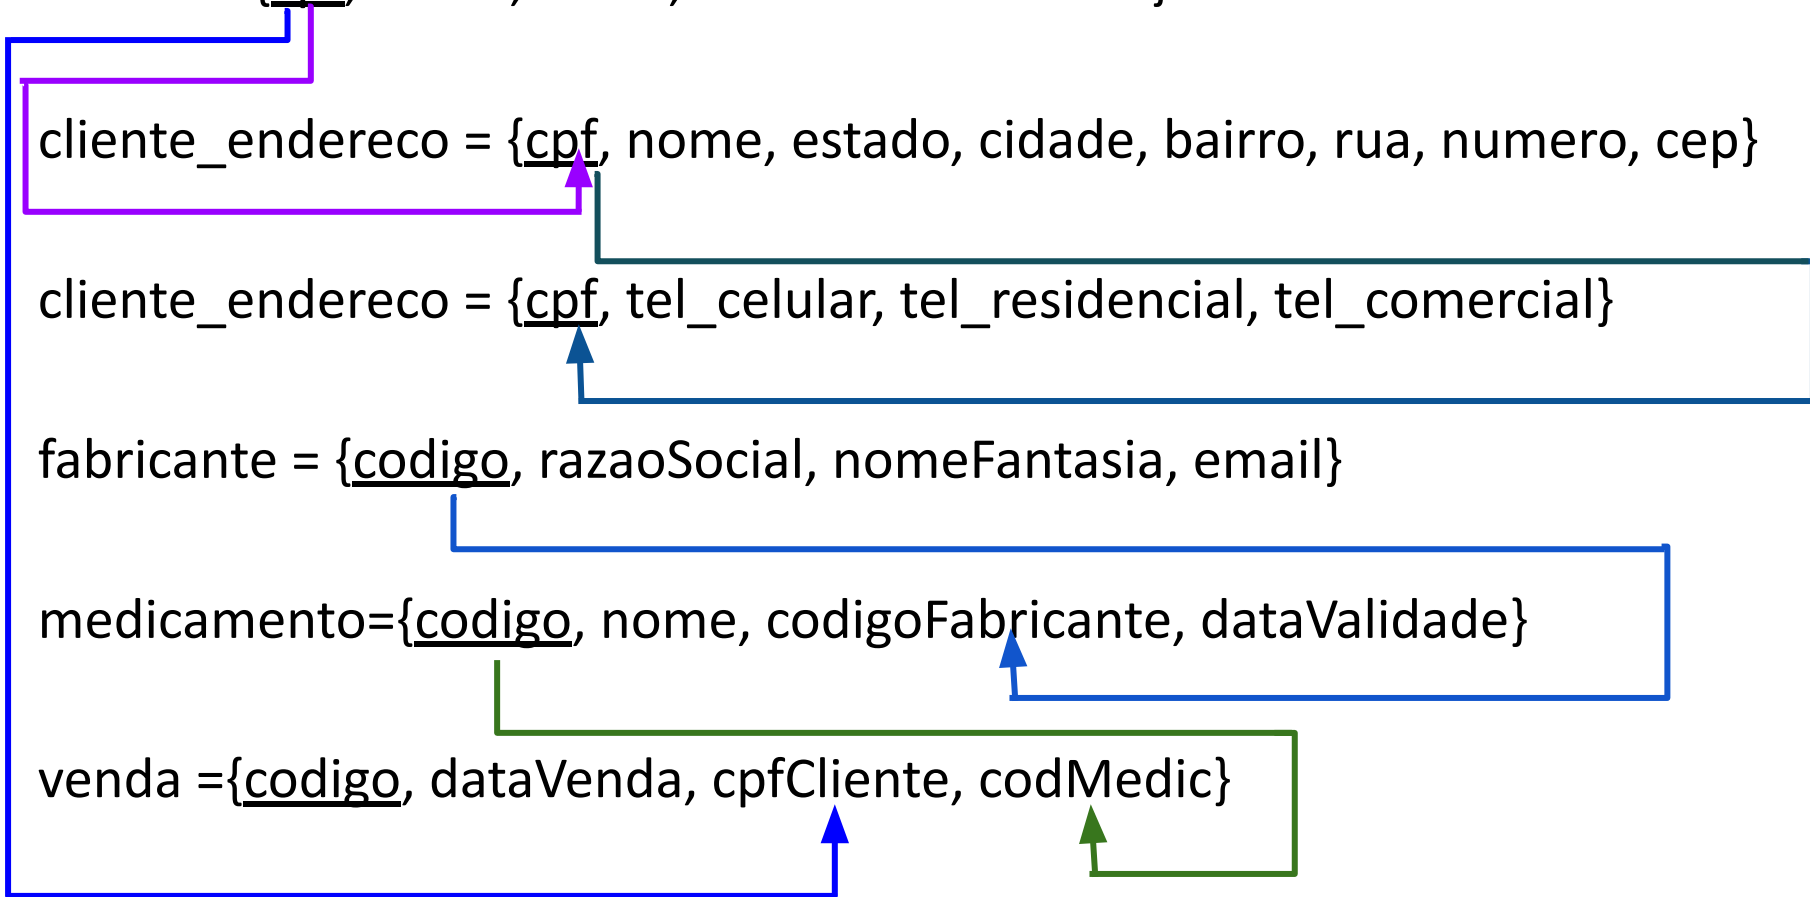 cliente_endereco = {cpf, nome, estado, cidade, bairro, rua, numero, cep}
cliente_endereco = {cpf, tel_celular, tel_residencial, tel_comercial}
fabricante = {codigo, razaoSocial, nomeFantasia, email}
medicamento={codigo, nome, codigoFabricante, dataValidade}
venda ={codigo, dataVenda, cpfCliente, codMedic}